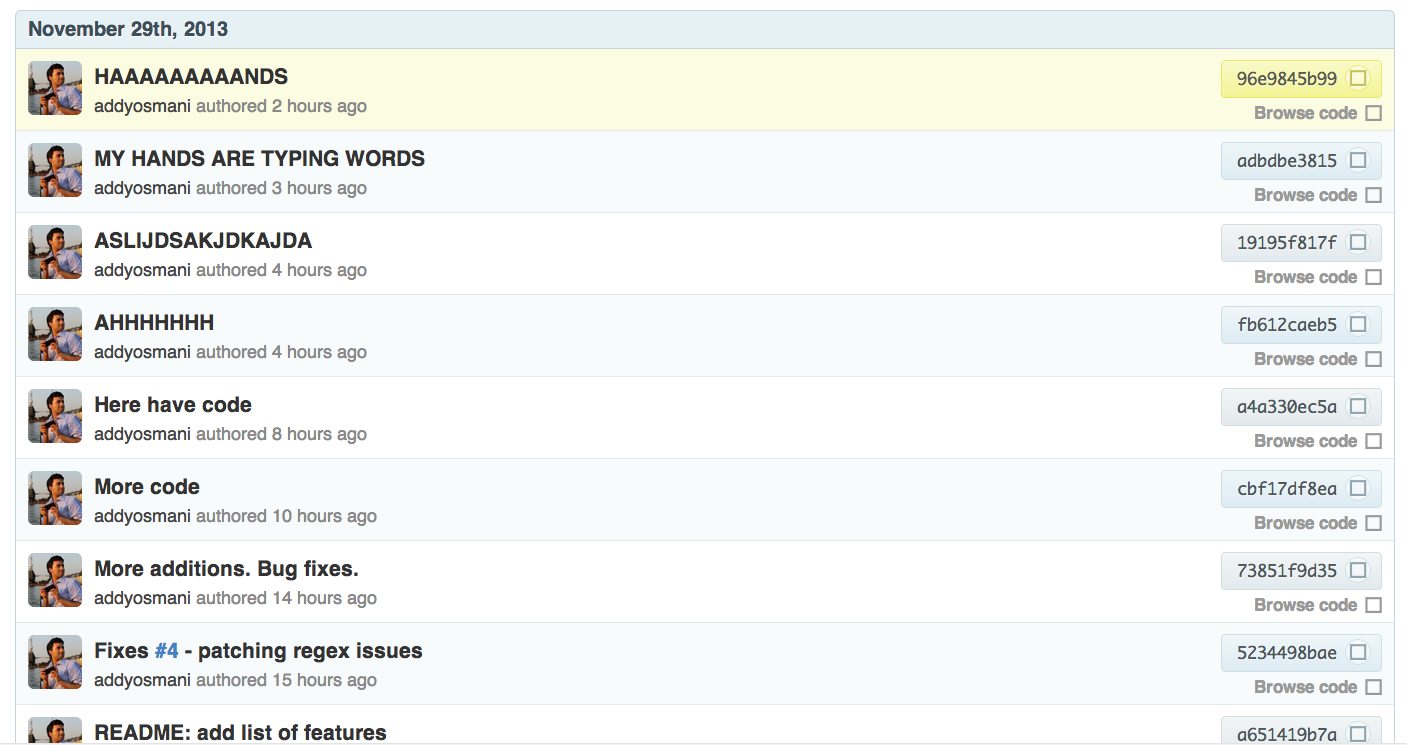 November 29th, 2013
HAAAAAAAAANDS
96e9845b99
addyosmani authored 2 hours ago
Browse code
MY HANDS ARE TYPING WORDS
adbdbe3815
addyosmani authored 3 hours ago
Browse code
ASLIJDSAKJDKAJDA
19195f817f
addyosmani authored 4 hours ago
Browse code
AHHHHHHH
fb612caeb5
addyosmani authored 4 hours ago
Browse code
Here have code
a4a330ec5a
addyosmani authored 8 hours ago
Browse code
More code
cbf17df8ea
addyosmani authored 10 hours ago
Browse code
More additions. Bug fixes.
73851f9d35
addyosmani authored 14 hours ago
Browse code
Fixes #4 - patching regex issues
5234498bae
addyosmani authored 15 hours ago
Browse code
README: add list of features
a651419b7a